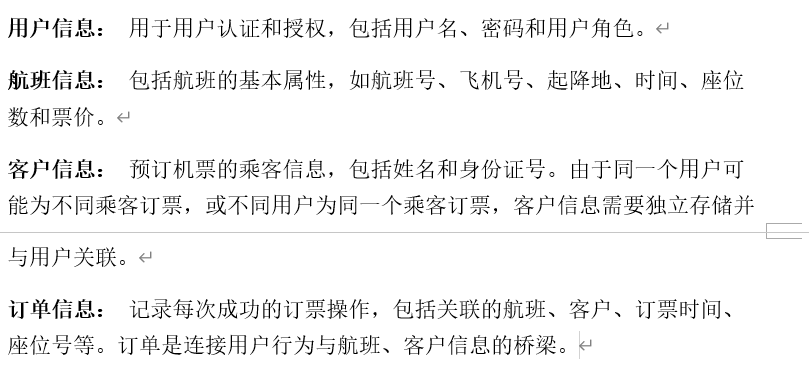 用户信息： 用于用户认证和授权，包括用户名、密码和用户角色。
航班信息： 包括航班的基本属性，如航班号、飞机号、起降地、时间、座位
数和票价。
客户信息： 预订机票的乘客信息，包括姓名和身份证号。由于同一个用户可
能为不同乘客订票，或不同用户为同一个乘客订票，客户信息需要独立存储并
与用户关联。
订单信息： 记录每次成功的订票操作，包括关联的航班、客户、订票时间、
座位号等。订单是连接用户行为与航班、客户信息的桥梁。